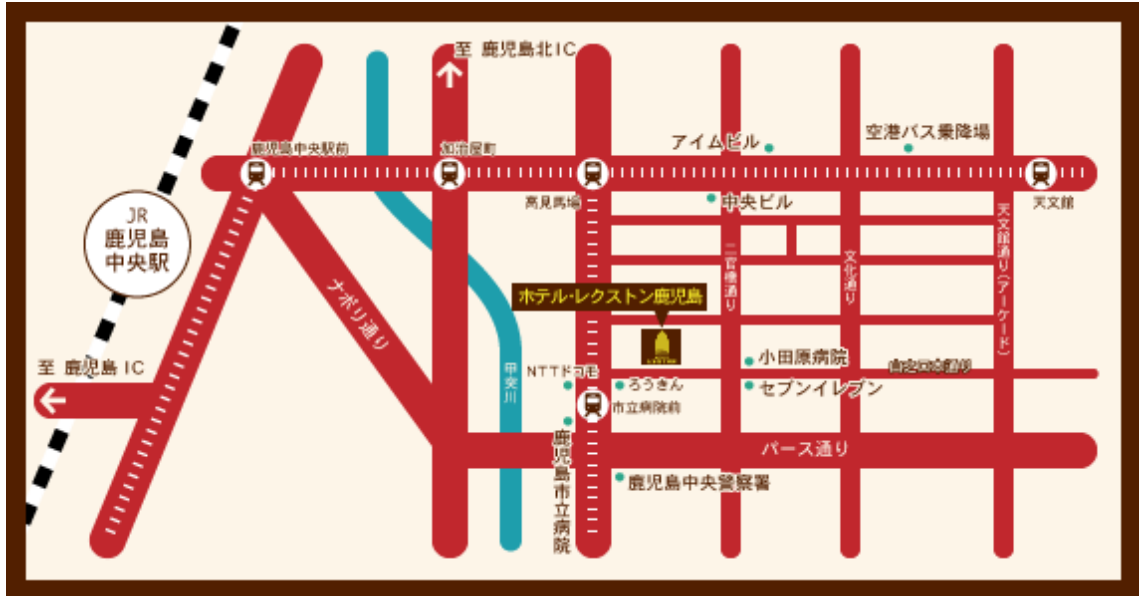 至 鹿児島北IC
アイムビル
空港バス乗降場
鹿児島中央駅前
加治屋町
高見馬場
中央ビル
天文館
JR
鹿児島
中央駅
二官橋通り
文化通り
天文館通り(アーケード)
ナポリ通り
ホテル・レクストン鹿児島
至 鹿児島IC
甲突川
NTTドコモ
ろうきん
小田原病院
山之口本通り
セブンイレブン
市立病院前
パース通り
鹿児島市立病院
鹿児島中央警察署